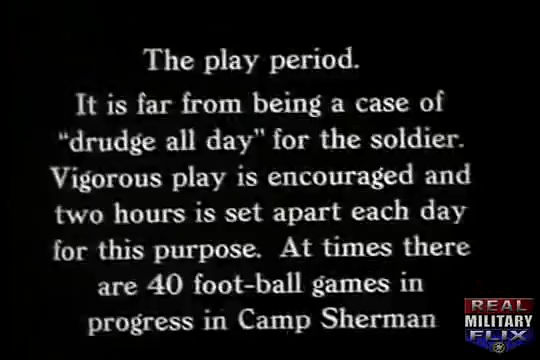 The play period.
It is far from being a case of
“drudge all day” for the soldier.
Vigorous play is encouraged and
two hours is set apart each day
for this purpose. At times there
are 40 foot-ball games in
progress in Camp Sherman
REAL
MILITARY
FLIX